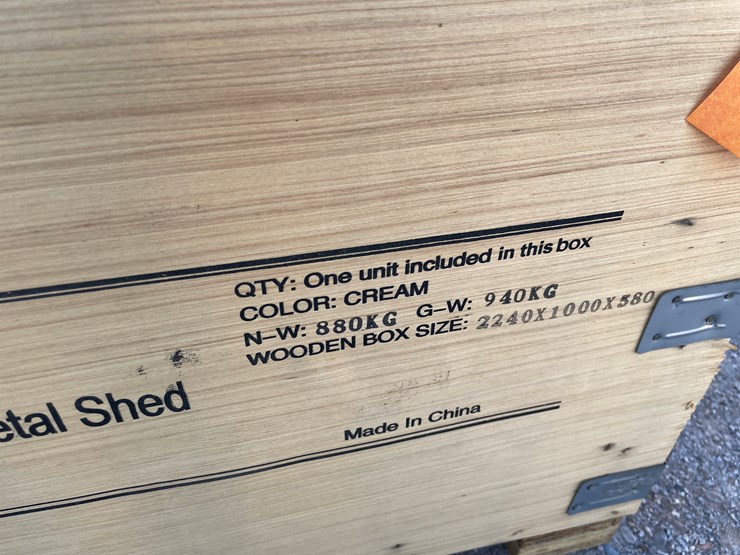 QTY: One unit included in this box
COLOR: CREAM
N-W: 880KG G-W: 940KG
WOODEN BOX SIZE: 2240X1000X580
etal Shed
Made In China